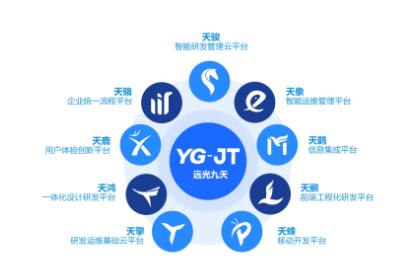 天骏
智能研发管理云平台
天骆
企业统一流程平台
天象
智能运维管理平台
天鹿
用户体验创新平台
天鹞
信息集成平台
YG-JT
远光九天
天鸿
一体化设计研发平台
天鹏
前端工程化研发平台
天擎
研发运维基础云平台
天蜂
移动开发平台